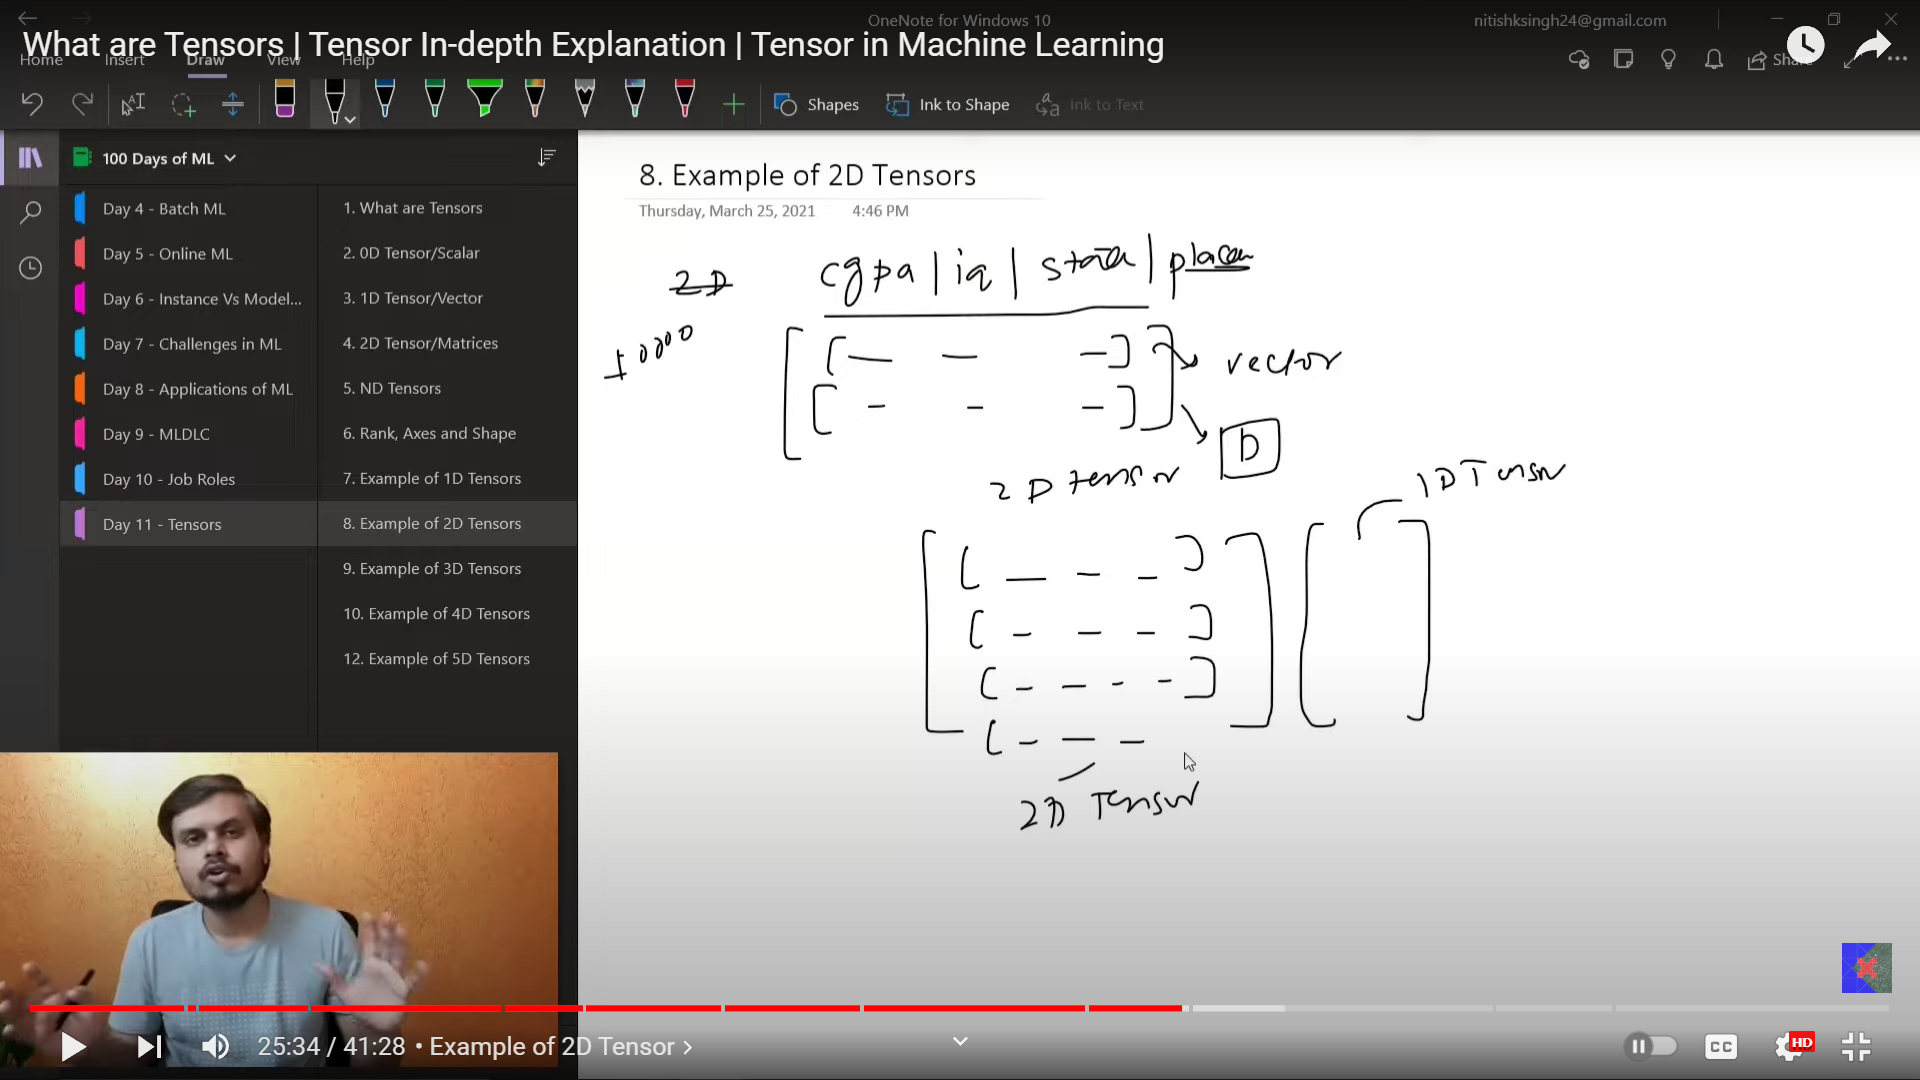 OneNote for Windows 10
nitishksingh24@gmail.com
What are Tensors | Tensor In-depth Explanation | Tensor in Machine Learning
Home Insert Draw View Help
Share
Shapes Ink to Shape Ink to Text
100 Days of ML
Day 4 - Batch ML
Day 5 - Online ML
Day 6 - Instance Vs Model...
Day 7 - Challenges in ML
Day 8 - Applications of ML
Day 9 - MLDLC
Day 10 - Job Roles
Day 11 - Tensors
1. What are Tensors
2. 0D Tensor/Scalar
3. 1D Tensor/Vector
4. 2D Tensor/Matrices
5. ND Tensors
6. Rank, Axes and Shape
7. Example of 1D Tensors
8. Example of 2D Tensors
9. Example of 3D Tensors
10. Example of 4D Tensors
12. Example of 5D Tensors
8. Example of 2D Tensors
Thursday, March 25, 2021 4:46 PM
2D
cgpa | iq | |
10000
vector
D
2D tensor
1D Tensor
2D Tensor
25:34 / 41:28 • Example of 2D Tensor >
CC
HD